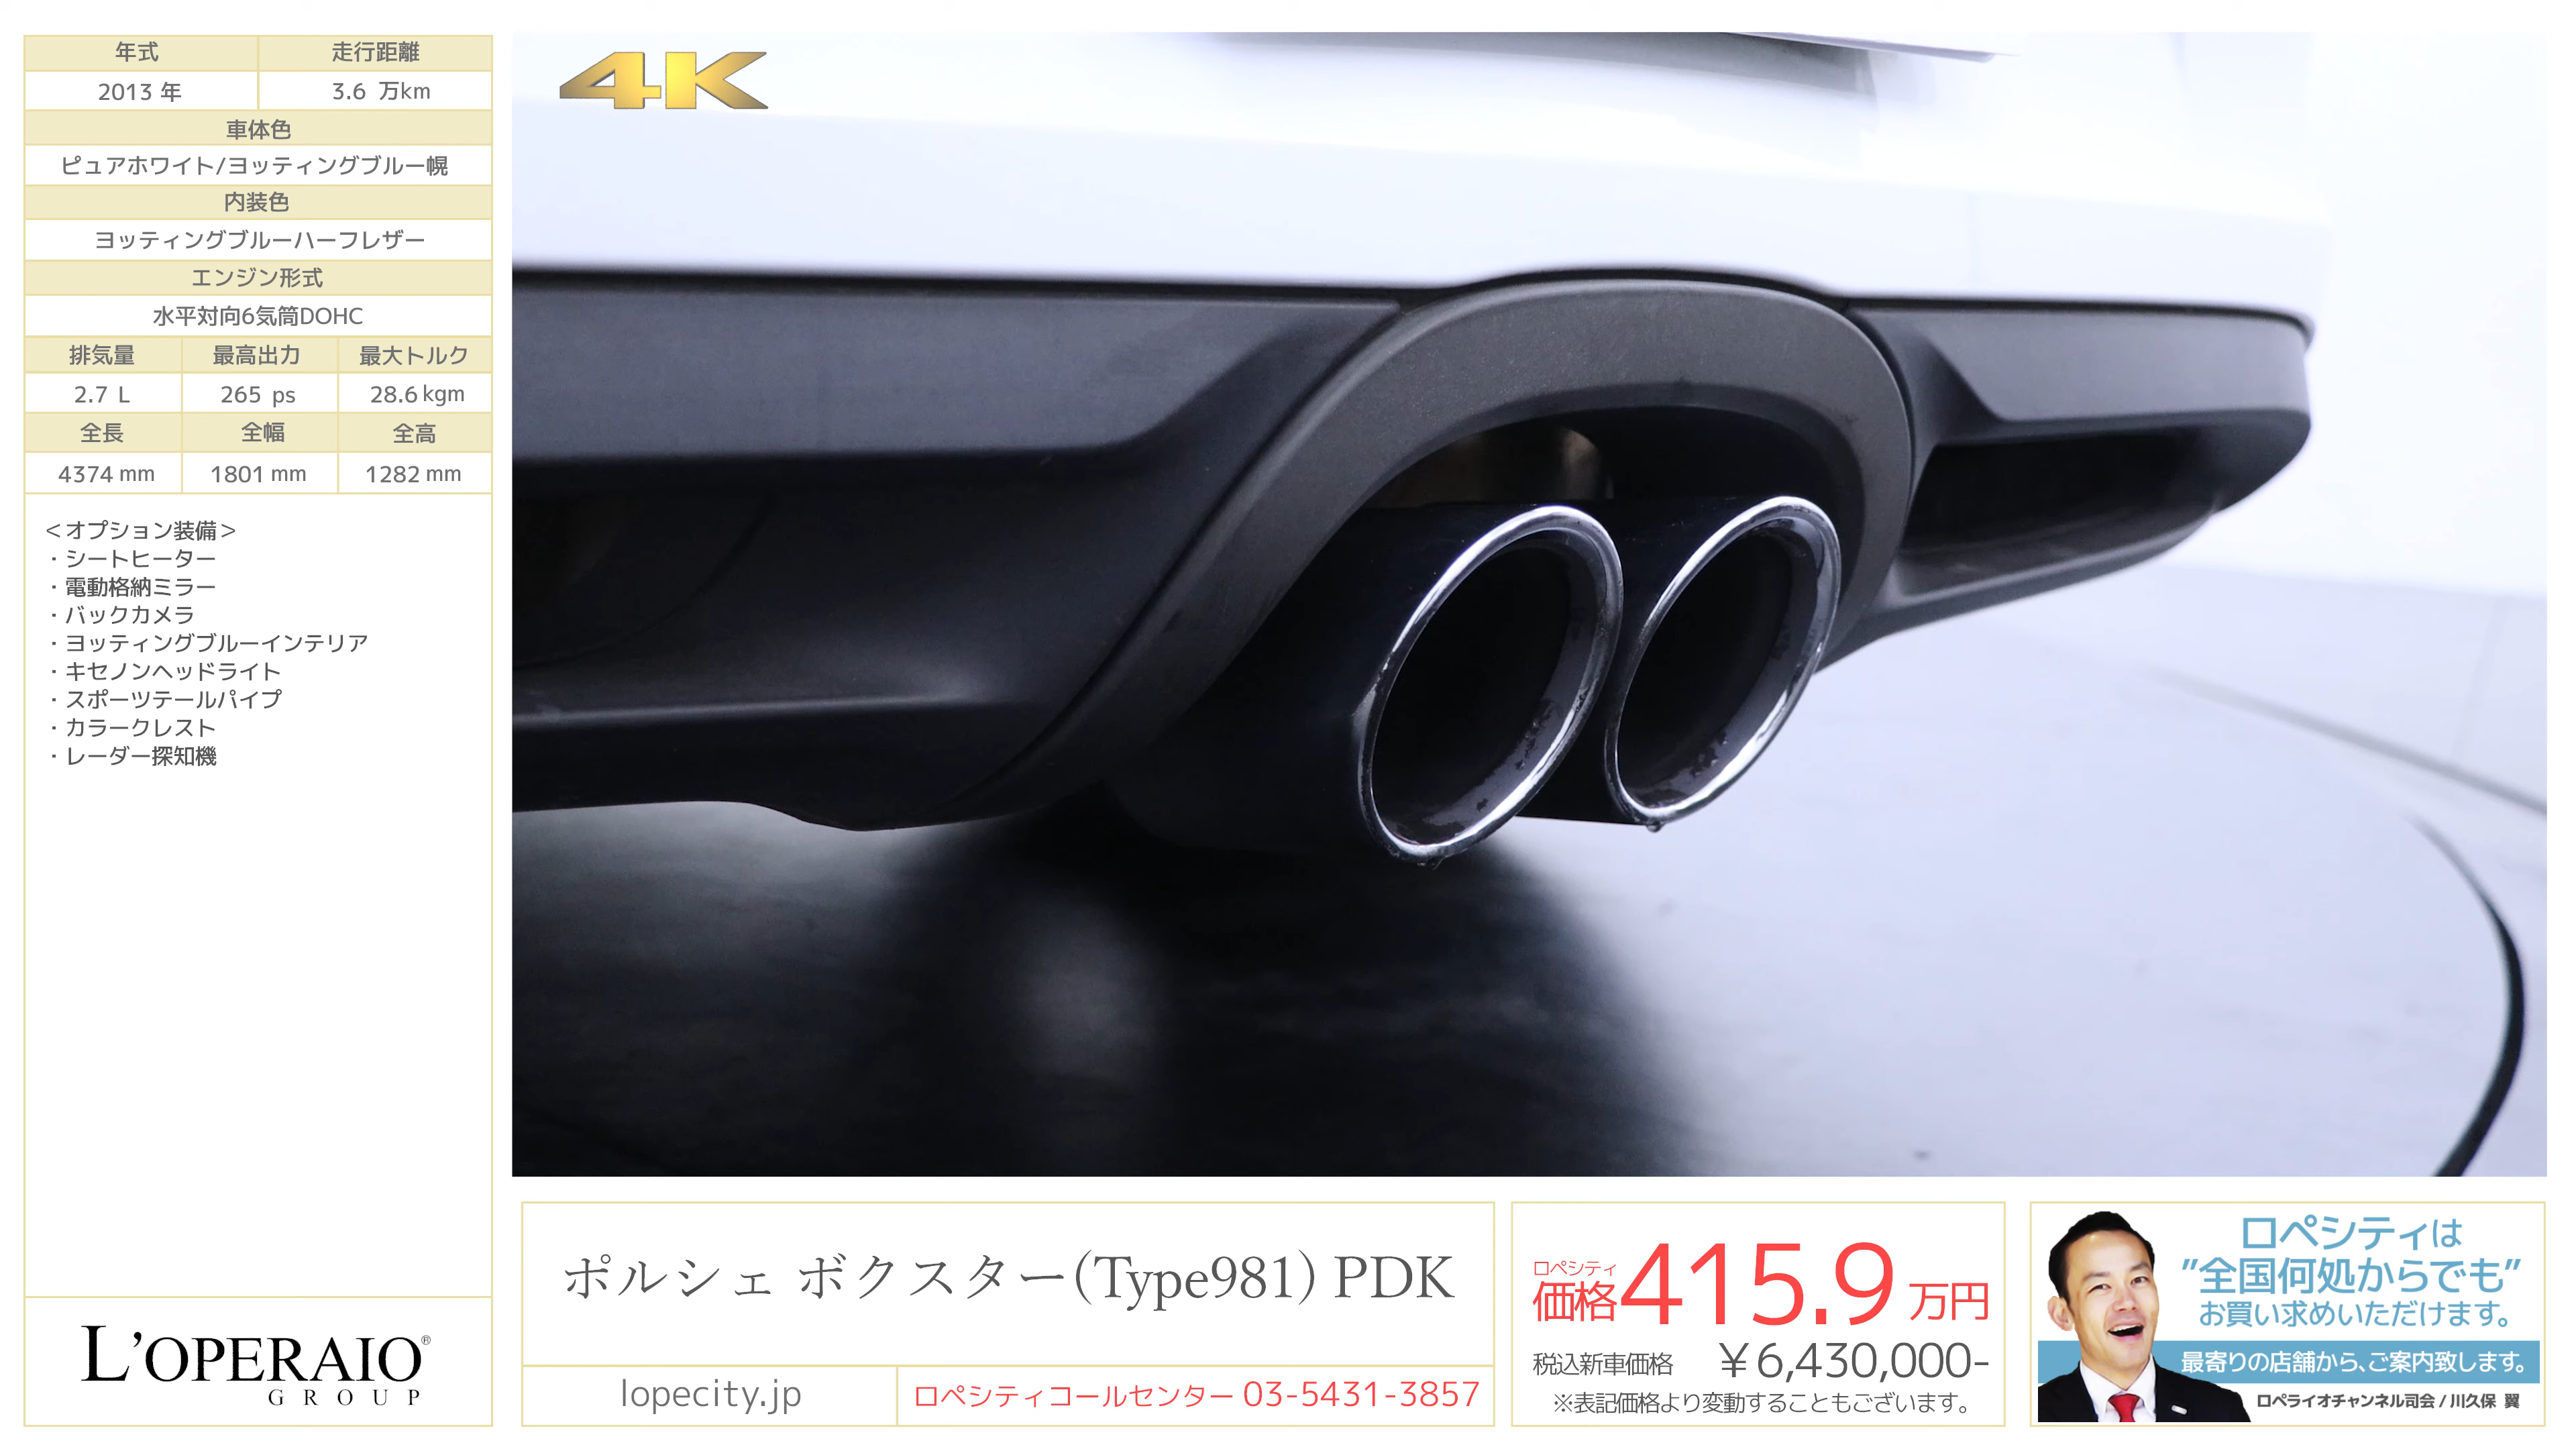 年式 走行距離
2013 年 3.6 万km
車体色
ピュアホワイト/ヨッティングブルー幌
内装色
ヨッティングブルーハーフレザー
エンジン形式
水平対向6気筒DOHC
排気量 最高出力 最大トルク
2.7 L 265 ps 28.6 kgm
全長 全幅 全高
4374 mm 1801 mm 1282 mm
＜オプション装備＞
・シートヒーター
・電動格納ミラー
・バックカメラ
・ヨッティングブルーインテリア
・キセノンヘッドライト
・スポーツテールパイプ
・カラークレスト
・レーダー探知機
L'OPERAIO®
GROUP
4K
ポルシェ ボクスター(Type981) PDK
lopecity.jp
ロペシティコールセンター 03-5431-3857
ロペシティ
価格415.9万円
税込新車価格 ￥6,430,000-
※表記価格より変動することもございます。
ロペシティは
”全国何処からでも”
お買い求めいただけます。
最寄りの店舗から、ご案内致します。
ロペライオチャンネル司会 / 川久保 翼